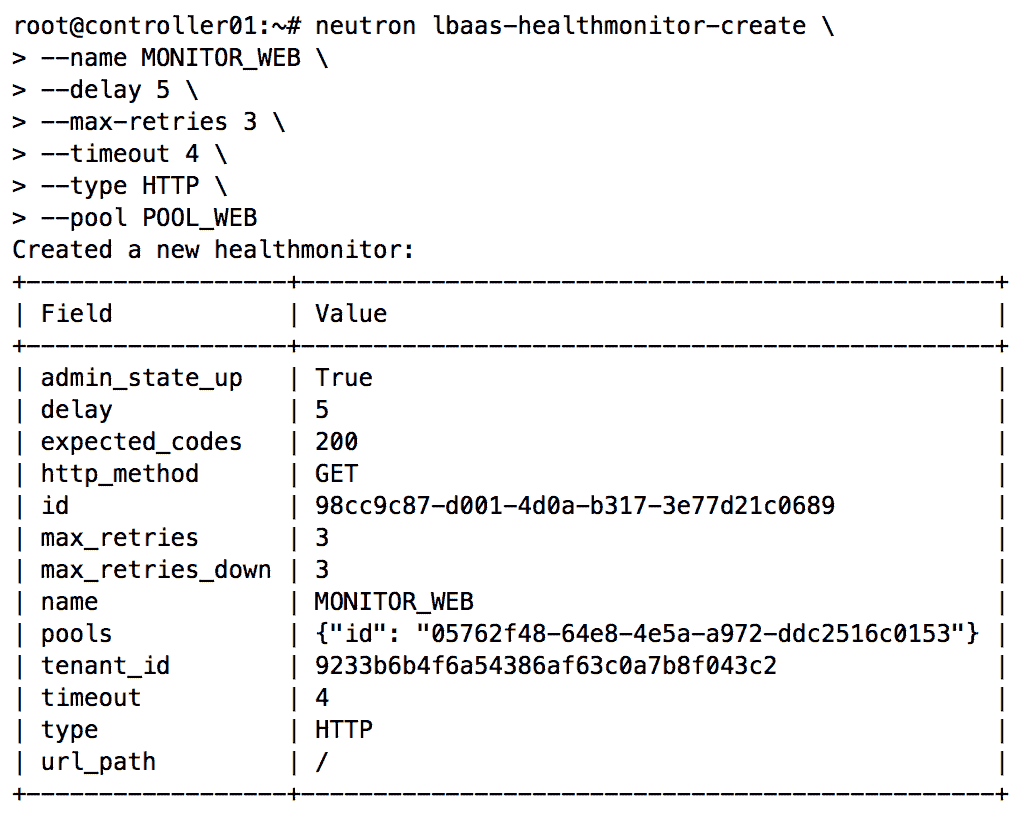 root@controller01:~# neutron lbaas-healthmonitor-create \
> --name MONITOR_WEB \
> --delay 5 \
> --max-retries 3 \
> --timeout 4 \
> --type HTTP \
> --pool POOL_WEB
Created a new healthmonitor:
+------------------+------------------------------------------------+
| Field            | Value                                          |
+------------------+------------------------------------------------+
| admin_state_up   | True                                           |
| delay            | 5                                              |
| expected_codes   | 200                                            |
| http_method      | GET                                            |
| id               | 98cc9c87-d001-4d0a-b317-3e77d21c0689           |
| max_retries      | 3                                              |
| max_retries_down | 3                                              |
| name             | MONITOR_WEB                                    |
| pools            | {"id": "05762f48-64e8-4e5a-a972-ddc2516c0153"} |
| tenant_id        | 9233b6b4f6a54386af63c0a7b8f043c2               |
| timeout          | 4                                              |
| type             | HTTP                                           |
| url_path         | /                                              |
+------------------+------------------------------------------------+